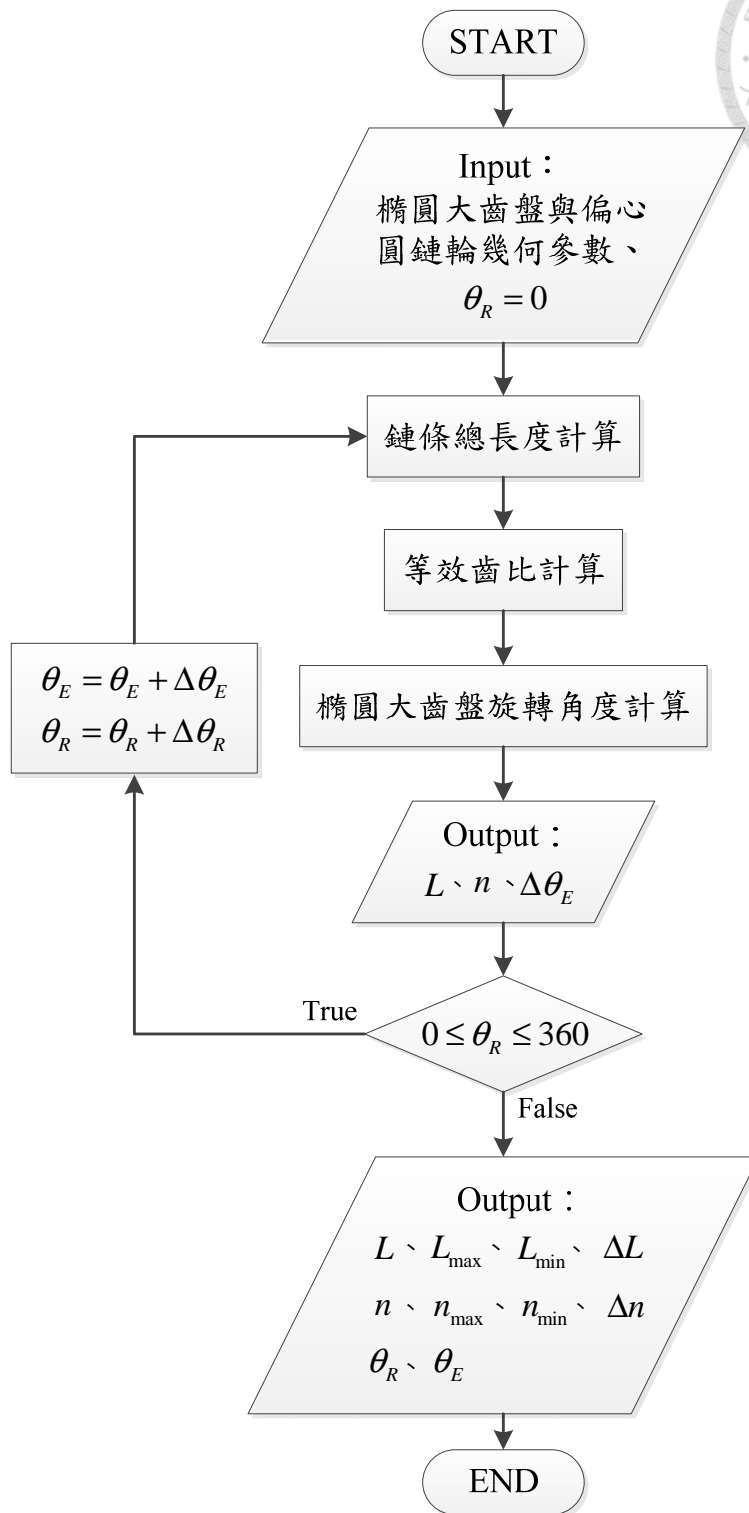 START
Input：
橢圓大齒盤與偏心
圓鏈輪幾何參數、
θ_R = 0
鏈條總長度計算
等效齒比計算
θ_E = θ_E + Δθ_E
θ_R = θ_R + Δθ_R
橢圓大齒盤旋轉角度計算
Output：
L、n、Δθ_E
True
0 ≤ θ_R ≤ 360
False
Output：
L、L_max、L_min、ΔL
n、n_max、n_min、Δn
θ_R、θ_E
END